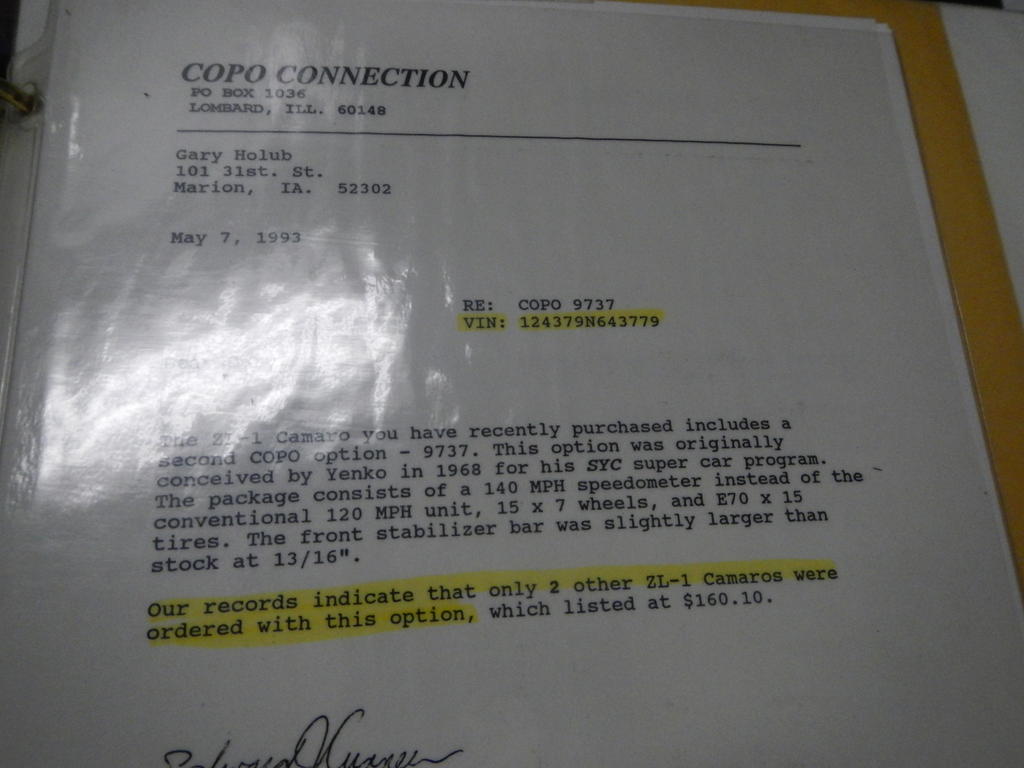 COPO CONNECTION
PO BOX 1036
LOMBARD, ILL. 60148
Gary Holub
101 31st. St.
Marion, IA. 52302
May 7, 1993
RE: COPO 9737
VIN: 124379N643779
The ZL-1 Camaro you have recently purchased includes a
second COPO option - 9737. This option was originally
conceived by Yenko in 1968 for his SYC super car program.
The package consists of a 140 MPH speedometer instead of the
conventional 120 MPH unit, 15 x 7 wheels, and E70 x 15
tires. The front stabilizer bar was slightly larger than
stock at 13/16".
Our records indicate that only 2 other ZL-1 Camaros were
ordered with this option, which listed at $160.10.